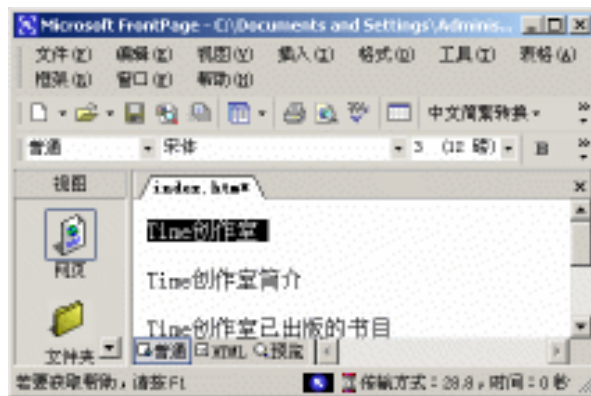 Microsoft FrontPage - C:\Documents and Settings\Adminis...
文件(F) 编辑(E) 视图(V) 插入(I) 格式(O) 工具(T) 表格(A)
框架(R) 窗口(W) 帮助(H)
中文简繁转换
普通 宋体 3 (12 磅) B
视图 index.htm*
网页
文件夹
Time创作室
Time创作室简介
Time创作室已出版的书目
普通 HTML 预览
若要获取帮助，请按F1 传输方式：28.8，时间：0 秒